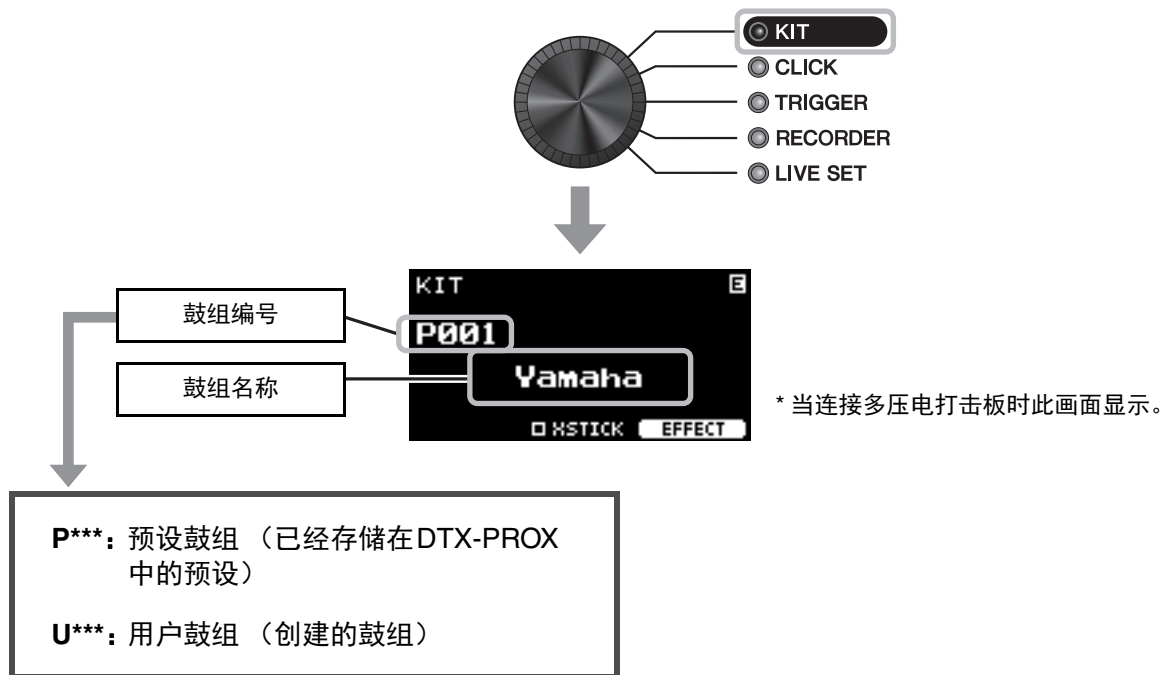 KIT
CLICK
TRIGGER
RECORDER
LIVE SET
KIT E
鼓组编号
P001
鼓组名称
Yamaha
* 当连接多压电打击板时此画面显示。
XSTICK EFFECT
P***：预设鼓组 （已经存储在DTX-PROX
中的预设）
U***：用户鼓组 （创建的鼓组）